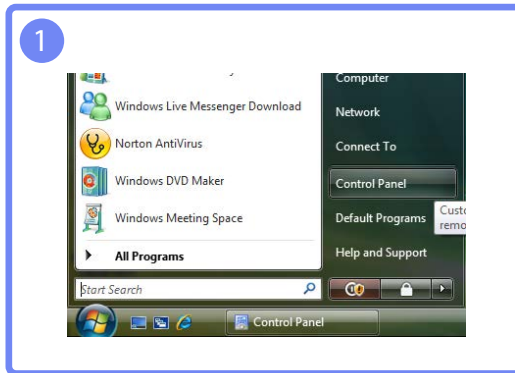 1
Computer
Windows Live Messenger Download
Network
Norton AntiVirus
Connect To
Windows DVD Maker
Control Panel
Windows Meeting Space
Default Programs
Custo
remo
All Programs
Help and Support
Start Search
Control Panel